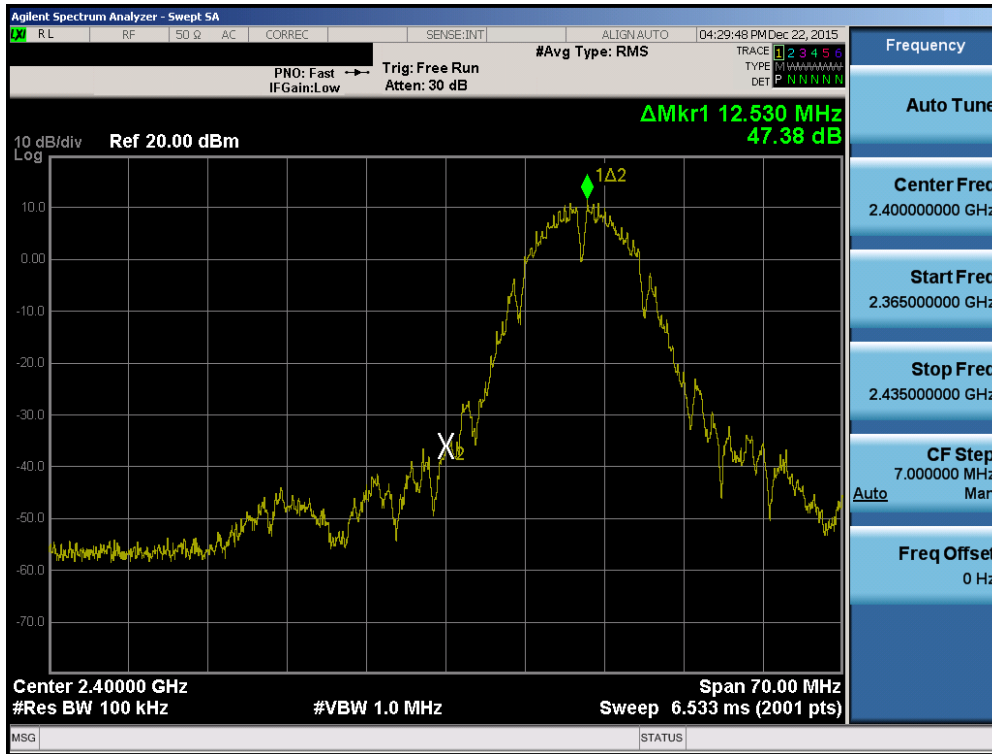 Agilent Spectrum Analyzer - Swept SA
LXI RL RF 50 Ω AC CORREC SENSE:INT ALIGN AUTO 04:29:48 PM Dec 22, 2015
PNO: Fast
IFGain:Low
Trig: Free Run
Atten: 30 dB
#Avg Type: RMS
TRACE 1 2 3 4 5 6
TYPE M WWWWW
DET P N N N N N
ΔMkr1 12.530 MHz
47.38 dB
10 dB/div Ref 20.00 dBm
Log
1Δ2
10.0
0.00
-10.0
-20.0
-30.0
X2
-40.0
-50.0
-60.0
-70.0
Center 2.40000 GHz Span 70.00 MHz
#Res BW 100 kHz #VBW 1.0 MHz Sweep 6.533 ms (2001 pts)
MSG STATUS
Frequency
Auto Tune
Center Freq
2.400000000 GHz
Start Freq
2.365000000 GHz
Stop Freq
2.435000000 GHz
CF Step
7.000000 MHz
Auto Man
Freq Offset
0 Hz